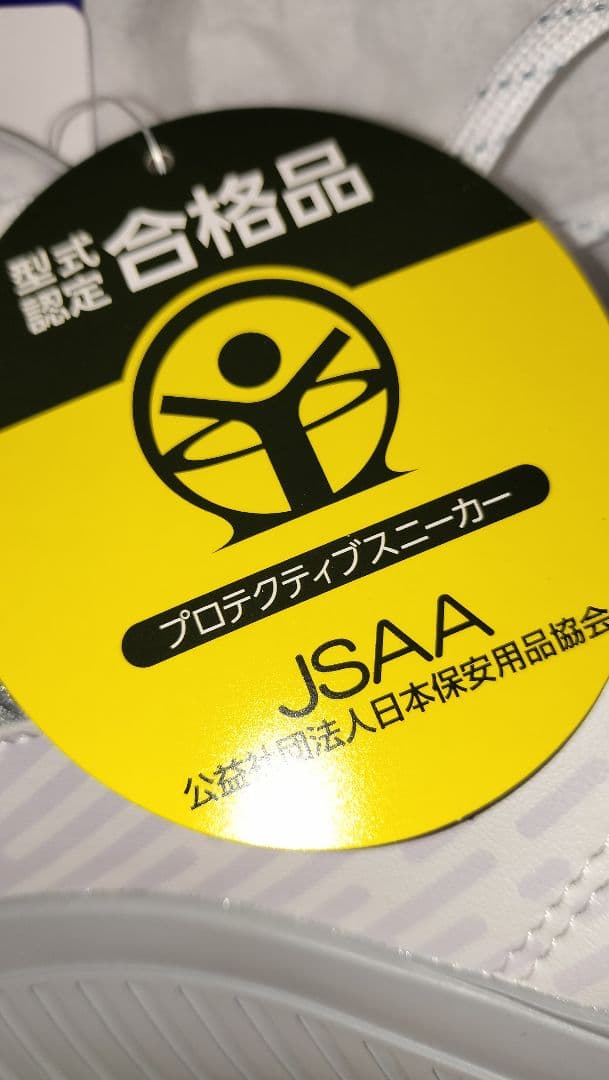 型式
認定
合格品
プロテクティブスニーカー
JSAA
公益社団法人日本保安用品協会